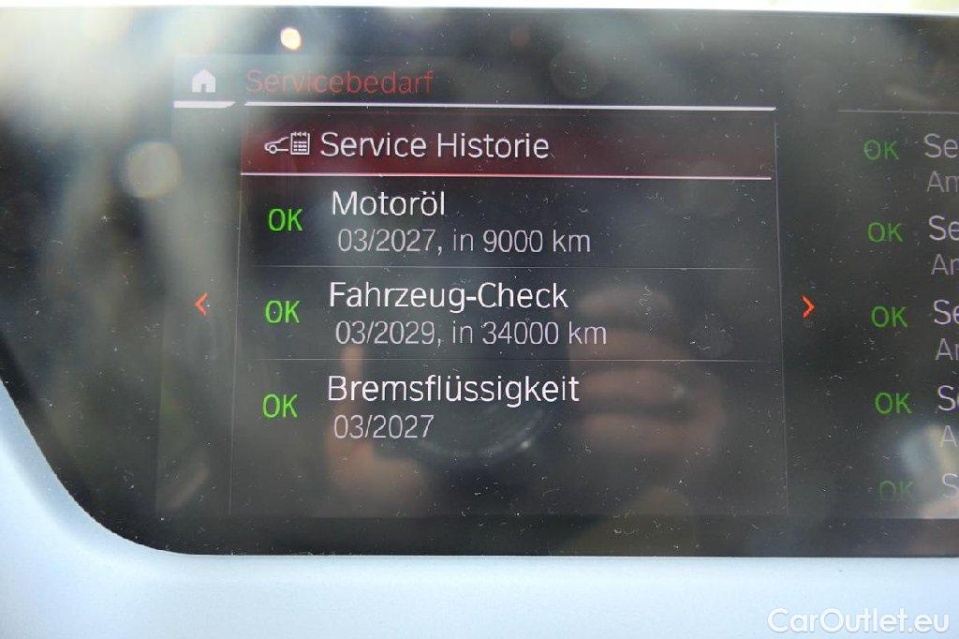 Servicebedarf
Service Historie
OK Motoröl
03/2027, in 9000 km
OK Fahrzeug-Check
03/2029, in 34000 km
OK Bremsflüssigkeit
03/2027
OK
OK
OK
OK
OK
CarOutlet.eu